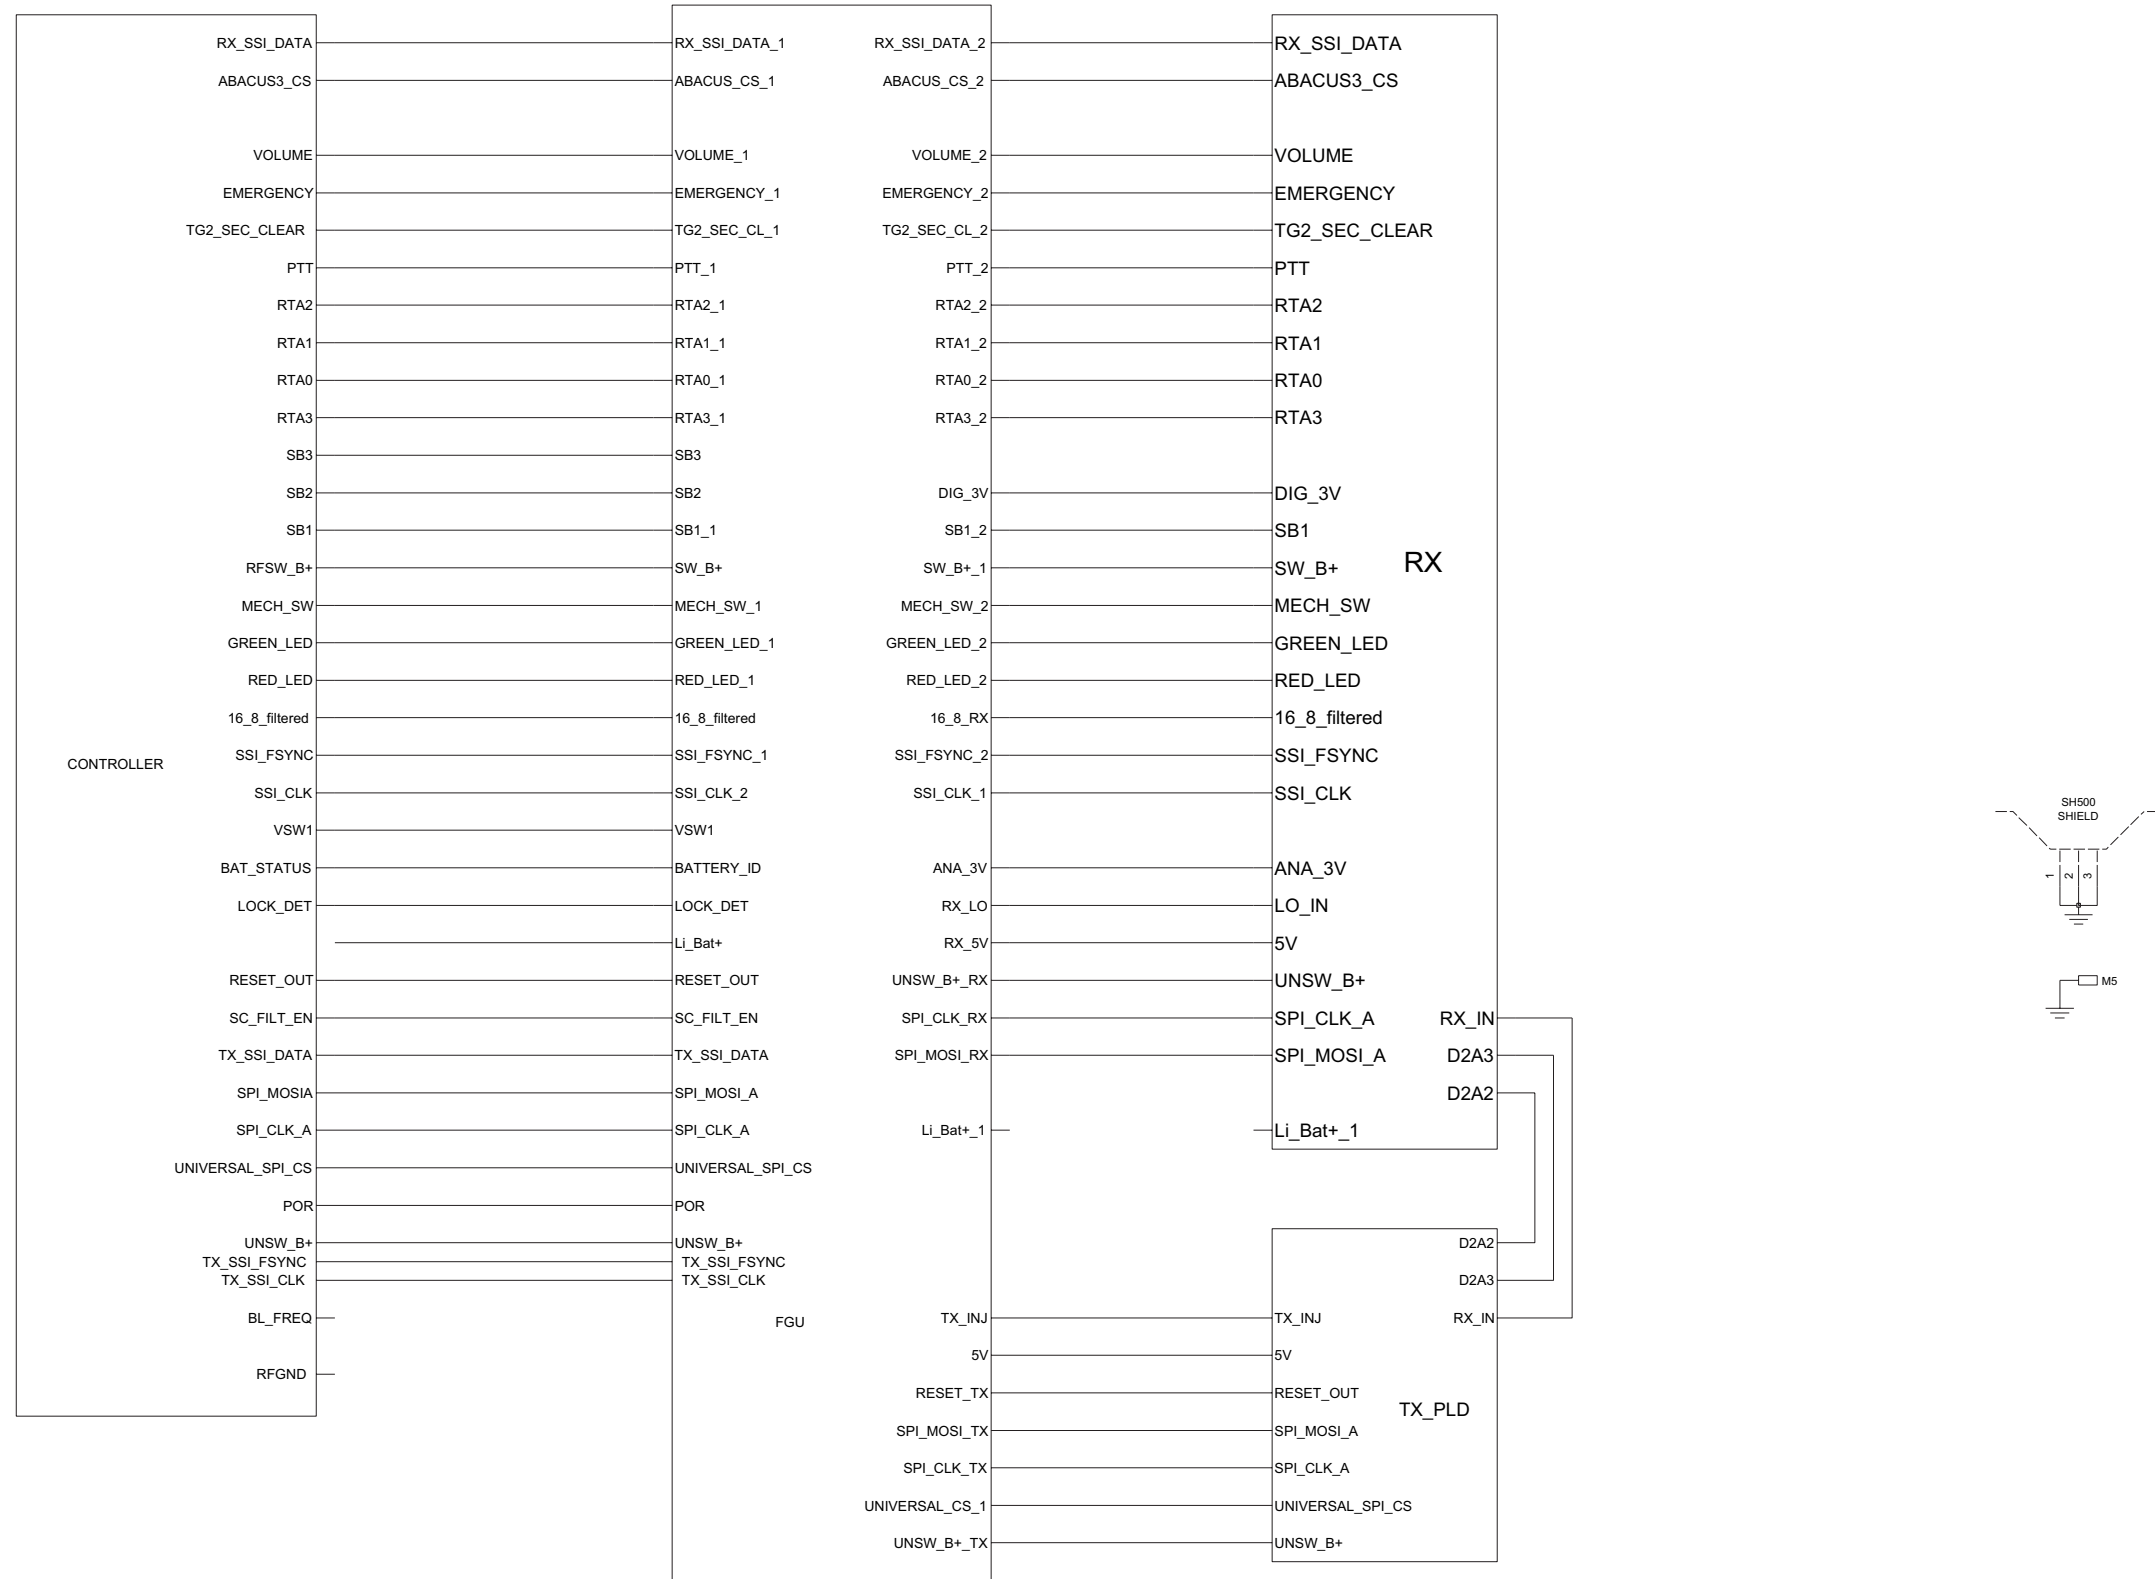 RX_SSI_DATA RX_SSI_DATA_1 RX_SSI_DATA_2 RX_SSI_DATA
ABACUS3_CS ABACUS_CS_1 ABACUS_CS_2 ABACUS3_CS
VOLUME VOLUME_1 VOLUME_2 VOLUME
EMERGENCY EMERGENCY_1 EMERGENCY_2 EMERGENCY
TG2_SEC_CLEAR TG2_SEC_CL_1 TG2_SEC_CL_2 TG2_SEC_CLEAR
PTT PTT_1 PTT_2 PTT
RTA2 RTA2_1 RTA2_2 RTA2
RTA1 RTA1_1 RTA1_2 RTA1
RTA0 RTA0_1 RTA0_2 RTA0
RTA3 RTA3_1 RTA3_2 RTA3
SB3 SB3
SB2 SB2 DIG_3V DIG_3V
SB1 SB1_1 SB1_2 SB1
RFSW_B+ SW_B+ SW_B+_1 SW_B+ RX
MECH_SW MECH_SW_1 MECH_SW_2 MECH_SW
GREEN_LED GREEN_LED_1 GREEN_LED_2 GREEN_LED
RED_LED RED_LED_1 RED_LED_2 RED_LED
16_8_filtered 16_8_filtered 16_8_RX 16_8_filtered
CONTROLLER SSI_FSYNC SSI_FSYNC_1 SSI_FSYNC_2 SSI_FSYNC
SSI_CLK SSI_CLK_2 SSI_CLK_1 SSI_CLK
SH500
SHIELD
VSW1 VSW1
BAT_STATUS BATTERY_ID ANA_3V ANA_3V
1 2 3
LOCK_DET LOCK_DET RX_LO LO_IN
Li_Bat+ RX_5V 5V
RESET_OUT RESET_OUT UNSW_B+_RX UNSW_B+ M5
SC_FILT_EN SC_FILT_EN SPI_CLK_RX SPI_CLK_A RX_IN
TX_SSI_DATA TX_SSI_DATA SPI_MOSI_RX SPI_MOSI_A D2A3
SPI_MOSIA SPI_MOSI_A D2A2
SPI_CLK_A SPI_CLK_A Li_Bat+_1 Li_Bat+_1
UNIVERSAL_SPI_CS UNIVERSAL_SPI_CS
POR POR
UNSW_B+ UNSW_B+ D2A2
TX_SSI_FSYNC TX_SSI_FSYNC
TX_SSI_CLK TX_SSI_CLK D2A3
BL_FREQ FGU TX_INJ TX_INJ RX_IN
5V 5V
RFGND
RESET_TX RESET_OUT
TX_PLD
SPI_MOSI_TX SPI_MOSI_A
SPI_CLK_TX SPI_CLK_A
UNIVERSAL_CS_1 UNIVERSAL_SPI_CS
UNSW_B+_TX UNSW_B+